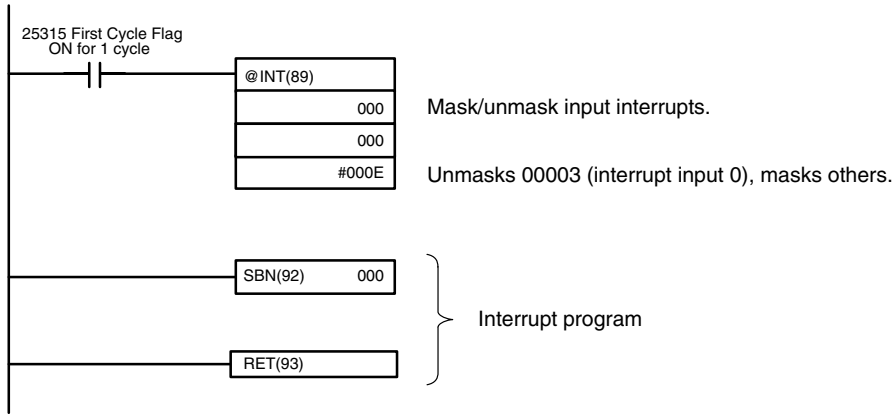 25315 First Cycle Flag
ON for 1 cycle
@INT(89)
000 Mask/unmask input interrupts.
000
#000E Unmasks 00003 (interrupt input 0), masks others.
SBN(92) 000
Interrupt program
RET(93)